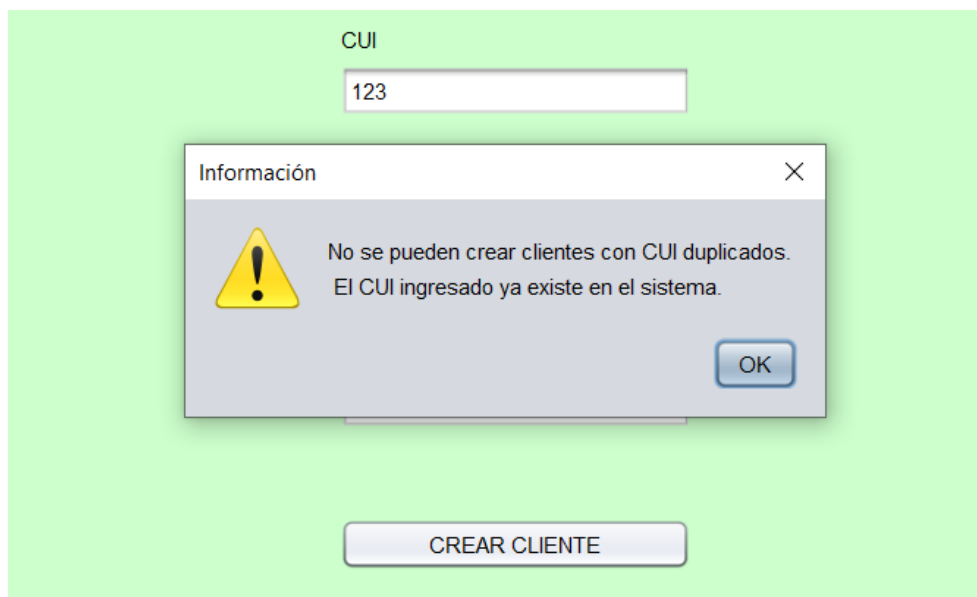 CUI
123
Información
No se pueden crear clientes con CUI duplicados.
El CUI ingresado ya existe en el sistema.
OK
CREAR CLIENTE